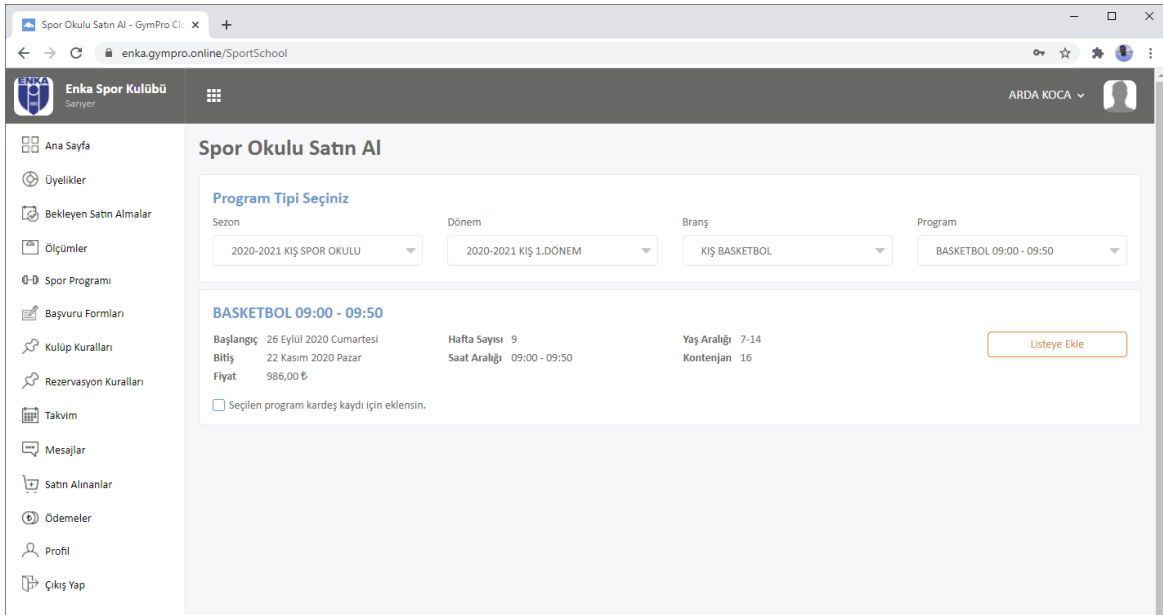 Spor Okulu Satın Al - GymPro Clo
enka.gympro.online/SportSchool
ENKA
Enka Spor Kulübü
Sarıyer
ARDA KOCA
Ana Sayfa
Üyelikler
Bekleyen Satın Almalar
Ölçümler
Spor Programı
Başvuru Formları
Kulüp Kuralları
Rezervasyon Kuralları
Takvim
Mesajlar
Satın Alınanlar
Ödemeler
Profil
Çıkış Yap
Spor Okulu Satın Al
Program Tipi Seçiniz
Sezon Dönem Branş Program
2020-2021 KIŞ SPOR OKULU 2020-2021 KIŞ 1.DÖNEM KIŞ BASKETBOL BASKETBOL 09:00 - 09:50
BASKETBOL 09:00 - 09:50
Başlangıç 26 Eylül 2020 Cumartesi Hafta Sayısı 9 Yaş Aralığı 7-14
Bitiş 22 Kasım 2020 Pazar Saat Aralığı 09:00 - 09:50 Kontenjan 16
Fiyat 986,00 ₺
Listeye Ekle
Seçilen program kardeş kaydı için eklensin.